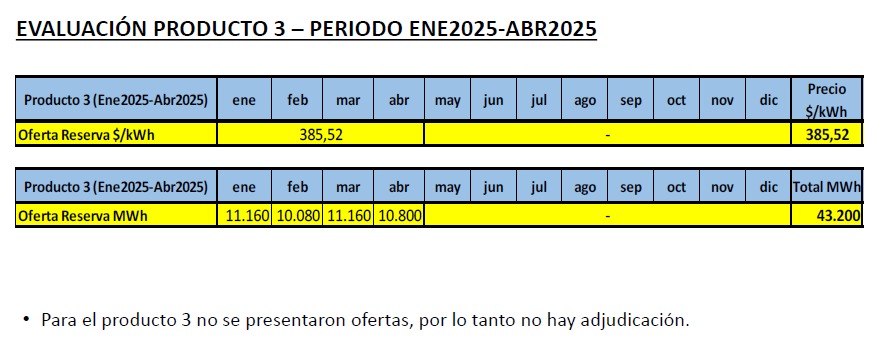 EVALUACIÓN PRODUCTO 3 – PERIODO ENE2025-ABR2025
Producto 3 (Ene2025-Abr2025) ene feb mar abr may jun jul ago sep oct nov dic Precio $/kWh
Oferta Reserva $/kWh 385,52 - 385,52
Producto 3 (Ene2025-Abr2025) ene feb mar abr may jun jul ago sep oct nov dic Total MWh
Oferta Reserva MWh 11.160 10.080 11.160 10.800 - 43.200
• Para el producto 3 no se presentaron ofertas, por lo tanto no hay adjudicación.